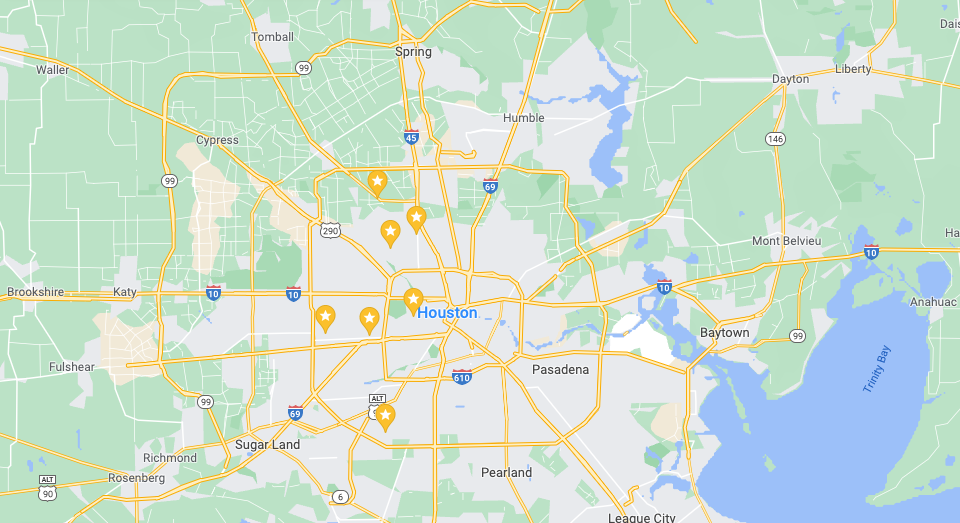 Dais
Tomball
Spring
Waller
99
Liberty
Dayton
Humble
45
Cypress
146
99
69
290
Mont Belvieu
Ha
10
Brookshire
Katy
10
10
10
Anahuac
Houston
Baytown
99
Fulshear
Pasadena
610
Trinity Bay
99
ALT
9
69
Sugar Land
Richmond
Pearland
Rosenberg
ALT
90
6
League City